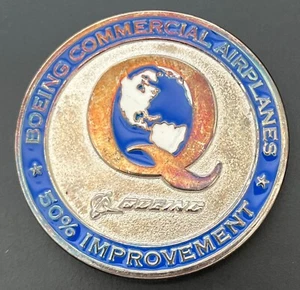 BOEING COMMERCIAL AIRPLANES
Q
BOEING
50% IMPROVEMENT